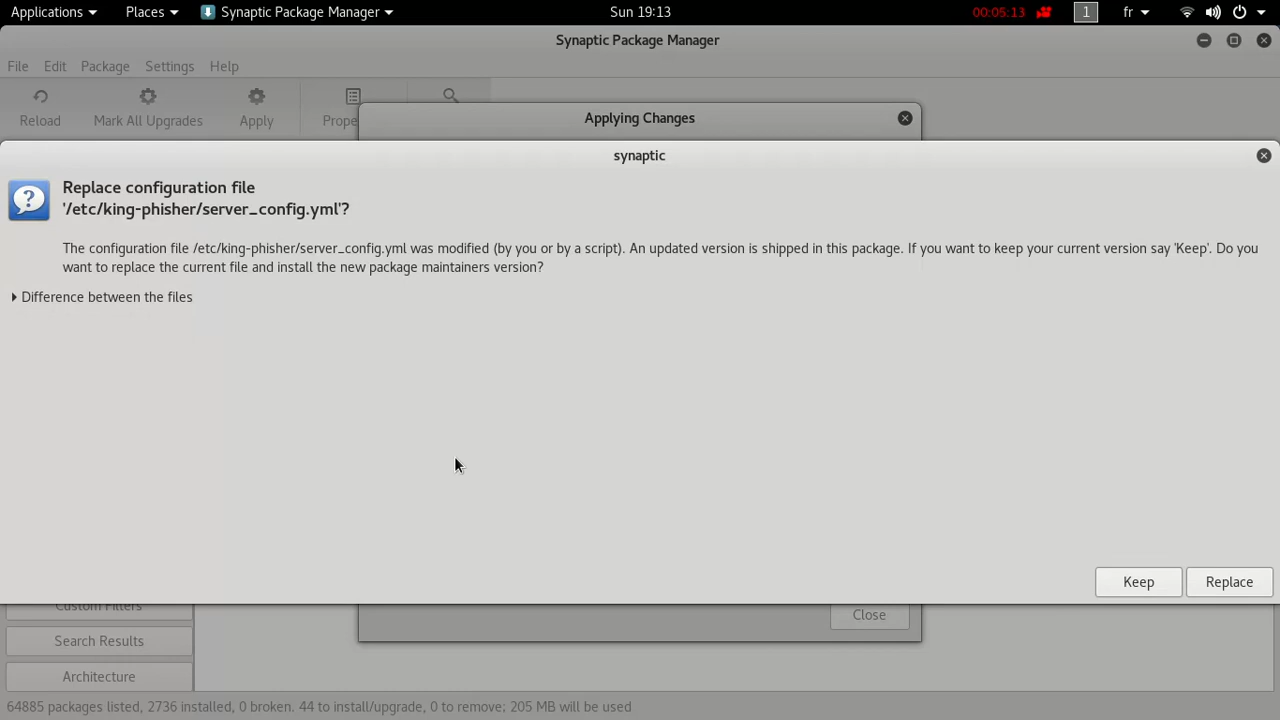 Applications Places Synaptic Package Manager Sun 19:13 00:05:13 1 fr
Synaptic Package Manager
File Edit Package Settings Help
Reload Mark All Upgrades Apply Prope
Applying Changes
synaptic
Replace configuration file
'/etc/king-phisher/server_config.yml'?
The configuration file /etc/king-phisher/server_config.yml was modified (by you or by a script). An updated version is shipped in this package. If you want to keep your current version say 'Keep'. Do you
want to replace the current file and install the new package maintainers version?
Difference between the files
Keep Replace
Custom Filters
Close
Search Results
Architecture
64885 packages listed, 2736 installed, 0 broken. 44 to install/upgrade, 0 to remove; 205 MB will be used